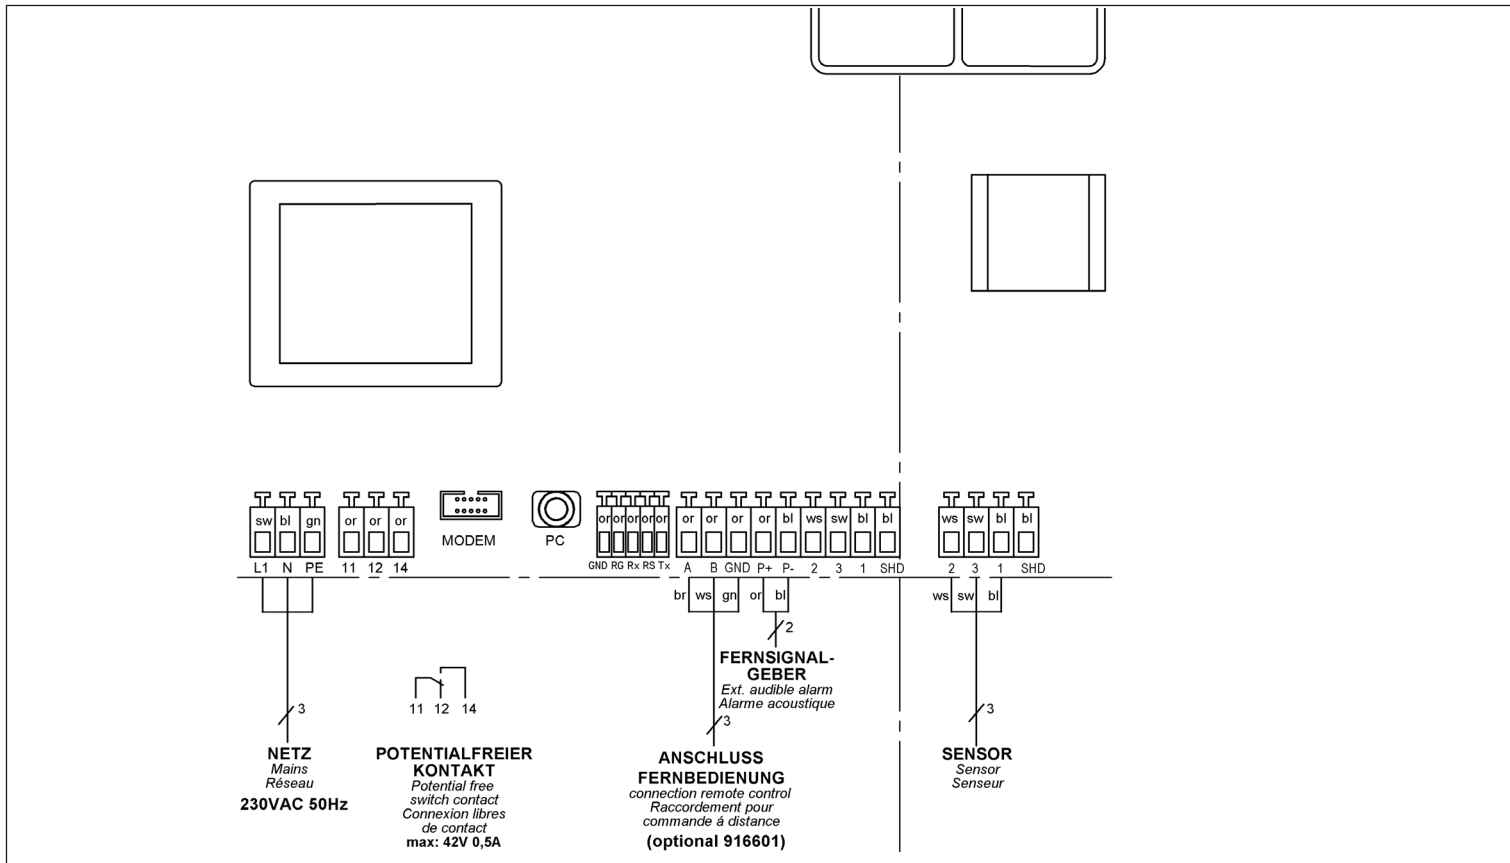 sw bl gn or or or or or or or or or or or or bl ws sw bl bl ws sw bl bl
MODEM PC
L1 N PE 11 12 14 GND RG Rx RS Tx A B GND P+ P- 2 3 1 SHD 2 3 1 SHD
br ws gn or bl ws sw bl
2
FERNSIGNAL-
GEBER
Ext. audible alarm
Alarme acoustique
11 12 14
3
3
3
NETZ
Mains
Réseau
230VAC 50Hz
POTENTIALFREIER
KONTAKT
Potential free
switch contact
Connexion libres
de contact
max: 42V 0,5A
ANSCHLUSS
FERNBEDIENUNG
connection remote control
Raccordement pour
commande á distance
(optional 916601)
SENSOR
Sensor
Senseur